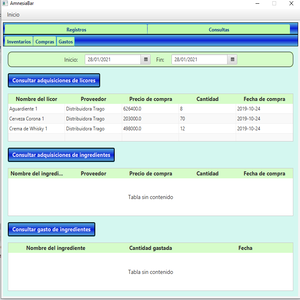 AmnesiaBar
Inicio
Registros Consultas
Inventarios Compras Gastos
Inicio: 28/01/2021 Fin: 28/01/2021
Consultar adquisiciones de licores
Nombre del licor Proveedor Precio de compra Cantidad Fecha de compra
Aguardiente 1 Distribuidora Trago 626400.0 8 2019-10-24
Cerveza Corona 1 Distribuidora Trago 203000.0 70 2019-10-24
Crema de Whisky 1 Distribuidora Trago 498000.0 12 2019-10-24
Consultar adquisiciones de ingredientes
Nombre del ingredi... Proveedor Precio de compra Cantidad Fecha de compra
Tabla sin contenido
Consultar gasto de ingredientes
Nombre del ingrediente Cantidad gastada Fecha
Tabla sin contenido